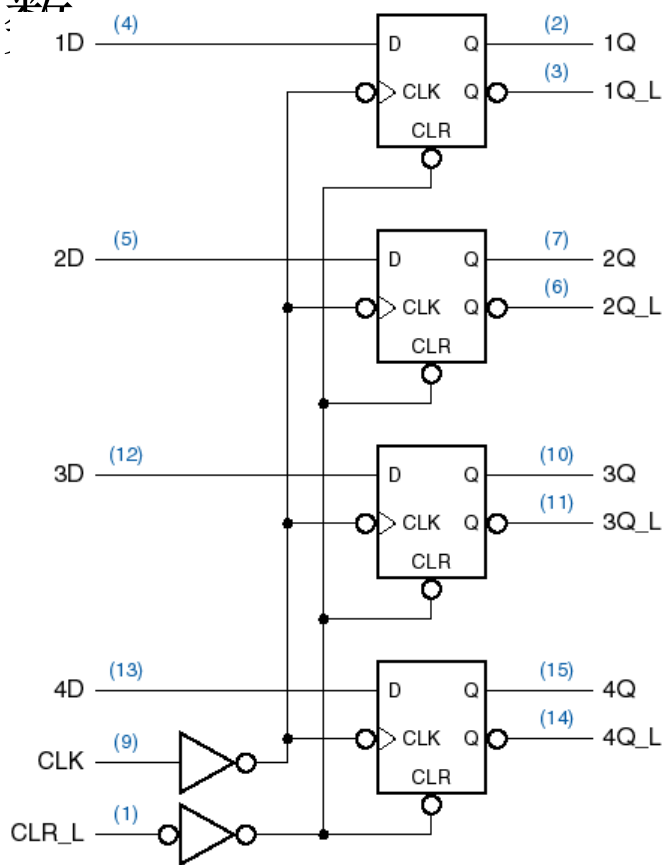 1D (4) D Q (2) 1Q
CLK Q (3) 1Q_L
CLR
2D (5) D Q (7) 2Q
CLK Q (6) 2Q_L
CLR
3D (12) D Q (10) 3Q
CLK Q (11) 3Q_L
CLR
4D (13) D Q (15) 4Q
CLK Q (14) 4Q_L
CLK (9)
CLR
CLR_L (1)